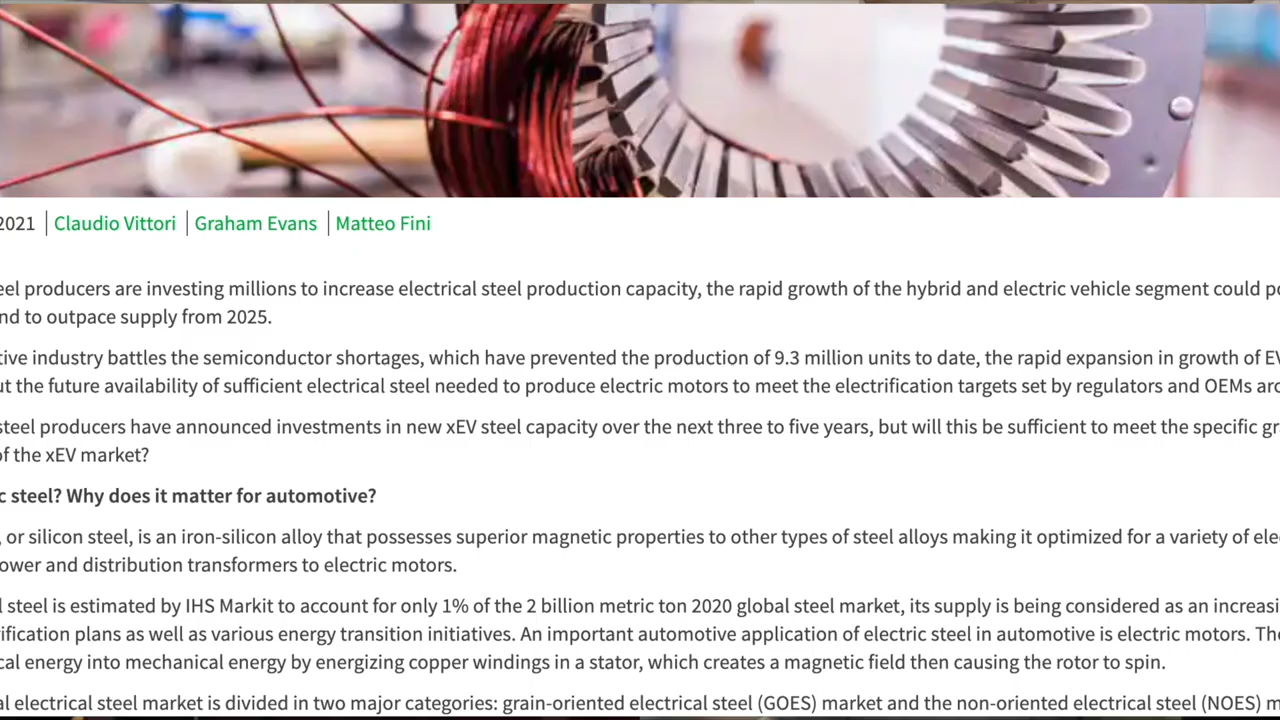 2021 | Claudio Vittori | Graham Evans | Matteo Fini
eel producers are investing millions to increase electrical steel production capacity, the rapid growth of the hybrid and electric vehicle segment could po
nd to outpace supply from 2025.
tive industry battles the semiconductor shortages, which have prevented the production of 9.3 million units to date, the rapid expansion in growth of EV
ut the future availability of sufficient electrical steel needed to produce electric motors to meet the electrification targets set by regulators and OEMs aro
steel producers have announced investments in new xEV steel capacity over the next three to five years, but will this be sufficient to meet the specific gr
of the xEV market?
c steel? Why does it matter for automotive?
, or silicon steel, is an iron-silicon alloy that possesses superior magnetic properties to other types of steel alloys making it optimized for a variety of ele
ower and distribution transformers to electric motors.
l steel is estimated by IHS Markit to account for only 1% of the 2 billion metric ton 2020 global steel market, its supply is being considered as an increasi
ification plans as well as various energy transition initiatives. An important automotive application of electric steel in automotive is electric motors. The
cal energy into mechanical energy by energizing copper windings in a stator, which creates a magnetic field then causing the rotor to spin.
al electrical steel market is divided in two major categories: grain-oriented electrical steel (GOES) market and the non-oriented electrical steel (NOES) m